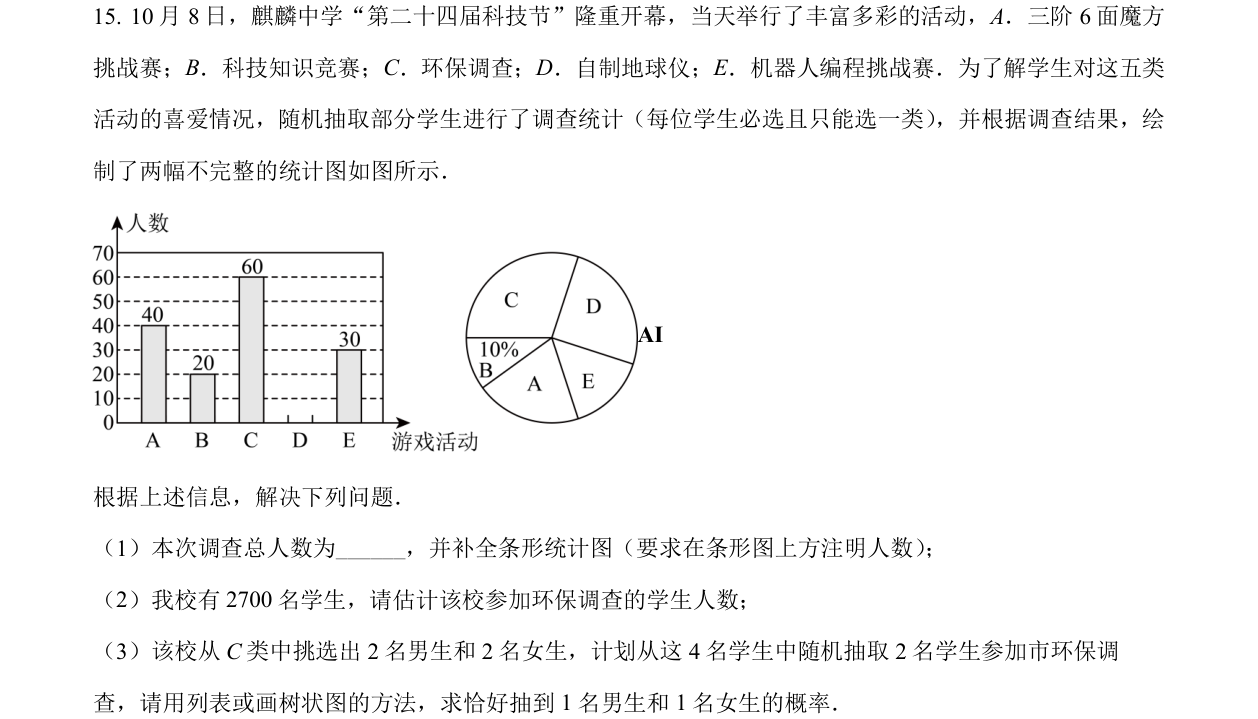 15. 10 月 8 日，麒麟中学“第二十四届科技节”隆重开幕，当天举行了丰富多彩的活动，A．三阶 6 面魔方
挑战赛；B．科技知识竞赛；C．环保调查；D．自制地球仪；E．机器人编程挑战赛．为了解学生对这五类
活动的喜爱情况，随机抽取部分学生进行了调查统计（每位学生必选且只能选一类），并根据调查结果，绘
制了两幅不完整的统计图如图所示．
人数
70
60
50
40
30
20
10
0
40
20
60
30
A B C D E 游戏活动
C
D
10%
B
A
E
AI
根据上述信息，解决下列问题．
（1）本次调查总人数为______，并补全条形统计图（要求在条形图上方注明人数）；
（2）我校有 2700 名学生，请估计该校参加环保调查的学生人数；
（3）该校从 C 类中挑选出 2 名男生和 2 名女生，计划从这 4 名学生中随机抽取 2 名学生参加市环保调
查，请用列表或画树状图的方法，求恰好抽到 1 名男生和 1 名女生的概率．